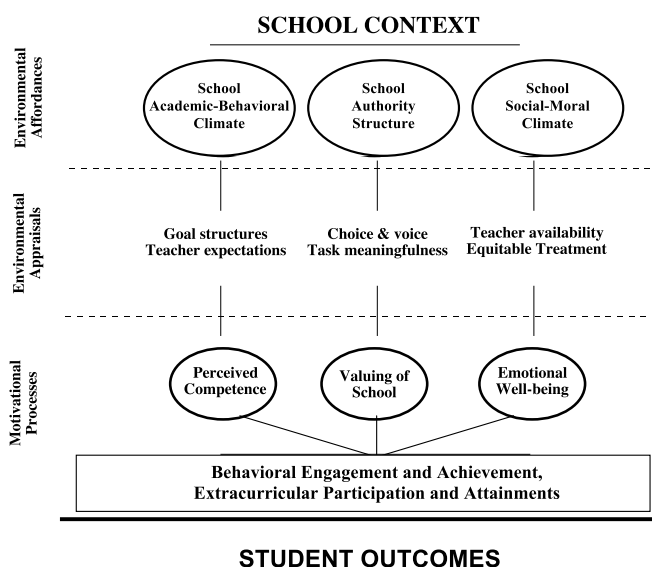 SCHOOL CONTEXT
Environmental
Affordances
School
Academic-Behavioral
Climate
School
Authority
Structure
School
Social-Moral
Climate
Environmental
Appraisals
Goal structures
Teacher expectations
Choice & voice
Task meaningfulness
Teacher availability
Equitable Treatment
Motivational
Processes
Perceived
Competence
Valuing of
School
Emotional
Well-being
Behavioral Engagement and Achievement,
Extracurricular Participation and Attainments
STUDENT OUTCOMES